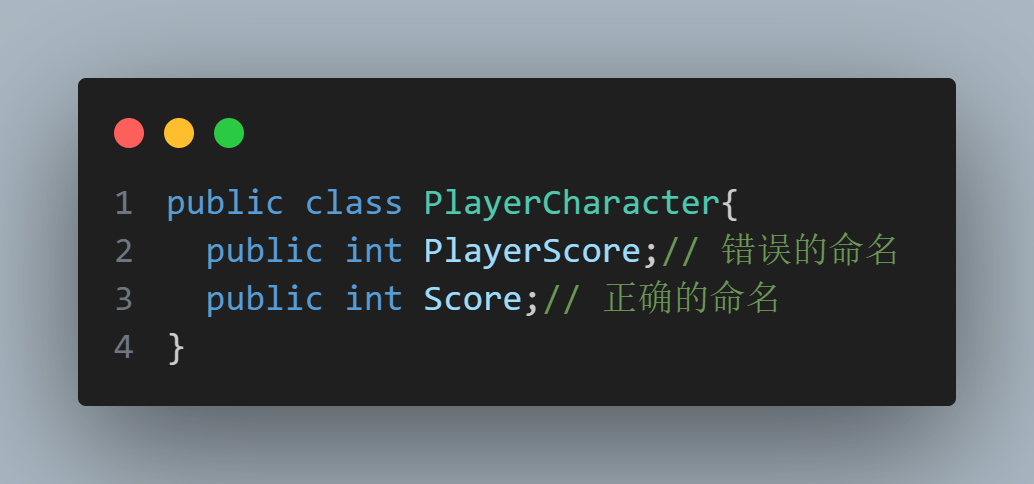 1 public class PlayerCharacter{
2   public int PlayerScore;// 错误的命名
3   public int Score;// 正确的命名
4 }